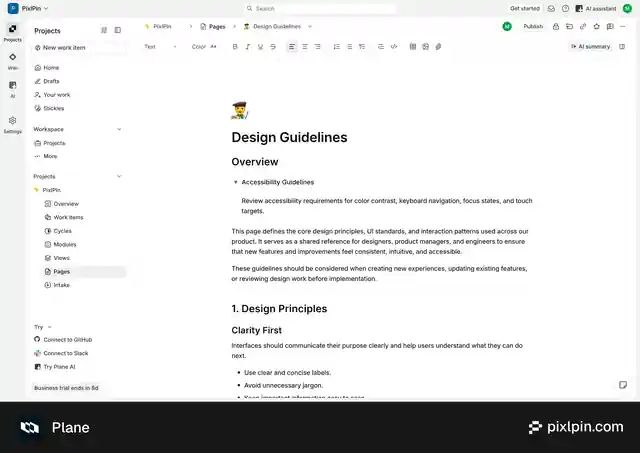 PixlPin
Search
Get started
AI assistant
M
Projects
Wiki
AI
Settings
Projects
New work item
Home
Drafts
Your work
Stickies
Workspace
Projects
More
Projects
PixlPin
Overview
Work items
Cycles
Modules
Views
Pages
Intake
Try
Connect to GitHub
Connect to Slack
Try Plane AI
Business trial ends in 8d
PixlPin > Pages > Design Guidelines
M
Publish
Text
Color Aa
B I U S
AI summary
Design Guidelines
Overview
Accessibility Guidelines
Review accessibility requirements for color contrast, keyboard navigation, focus states, and touch
targets.
This page defines the core design principles, UI standards, and interaction patterns used across our
product. It serves as a shared reference for designers, product managers, and engineers to ensure
that new features and improvements feel consistent, intuitive, and accessible.
These guidelines should be considered when creating new experiences, updating existing features,
or reviewing design work before implementation.
1. Design Principles
Clarity First
Interfaces should communicate their purpose clearly and help users understand what they can do
next.
• Use clear and concise labels.
• Avoid unnecessary jargon.
Plane
pixlpin.com